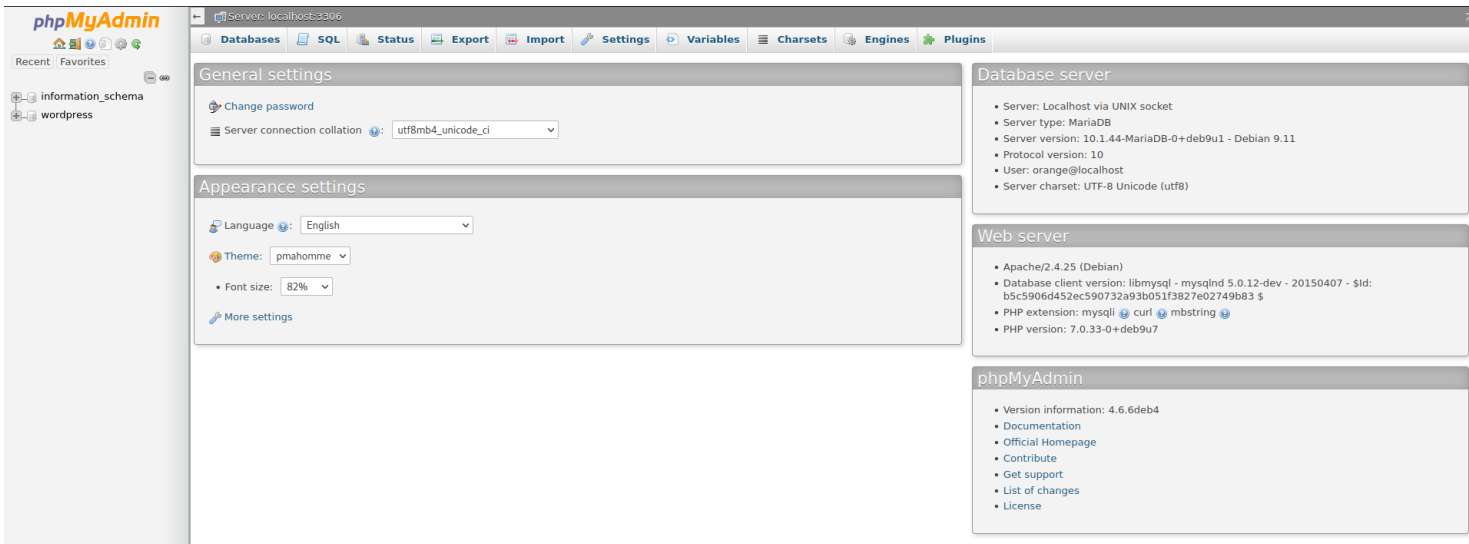 phpMyAdmin
Recent Favorites
information_schema
wordpress
Server: localhost:3306
Databases SQL Status Export Import Settings Variables Charsets Engines Plugins
General settings
Change password
Server connection collation : utf8mb4_unicode_ci
Appearance settings
Language : English
Theme: pmahomme
• Font size: 82%
More settings
Database server
• Server: Localhost via UNIX socket
• Server type: MariaDB
• Server version: 10.1.44-MariaDB-0+deb9u1 - Debian 9.11
• Protocol version: 10
• User: orange@localhost
• Server charset: UTF-8 Unicode (utf8)
Web server
• Apache/2.4.25 (Debian)
• Database client version: libmysql - mysqlnd 5.0.12-dev - 20150407 - $Id:
b5c5906d452ec590732a93b051f3827e02749b83 $
• PHP extension: mysqli curl mbstring
• PHP version: 7.0.33-0+deb9u7
phpMyAdmin
• Version information: 4.6.6deb4
• Documentation
• Official Homepage
• Contribute
• Get support
• List of changes
• License